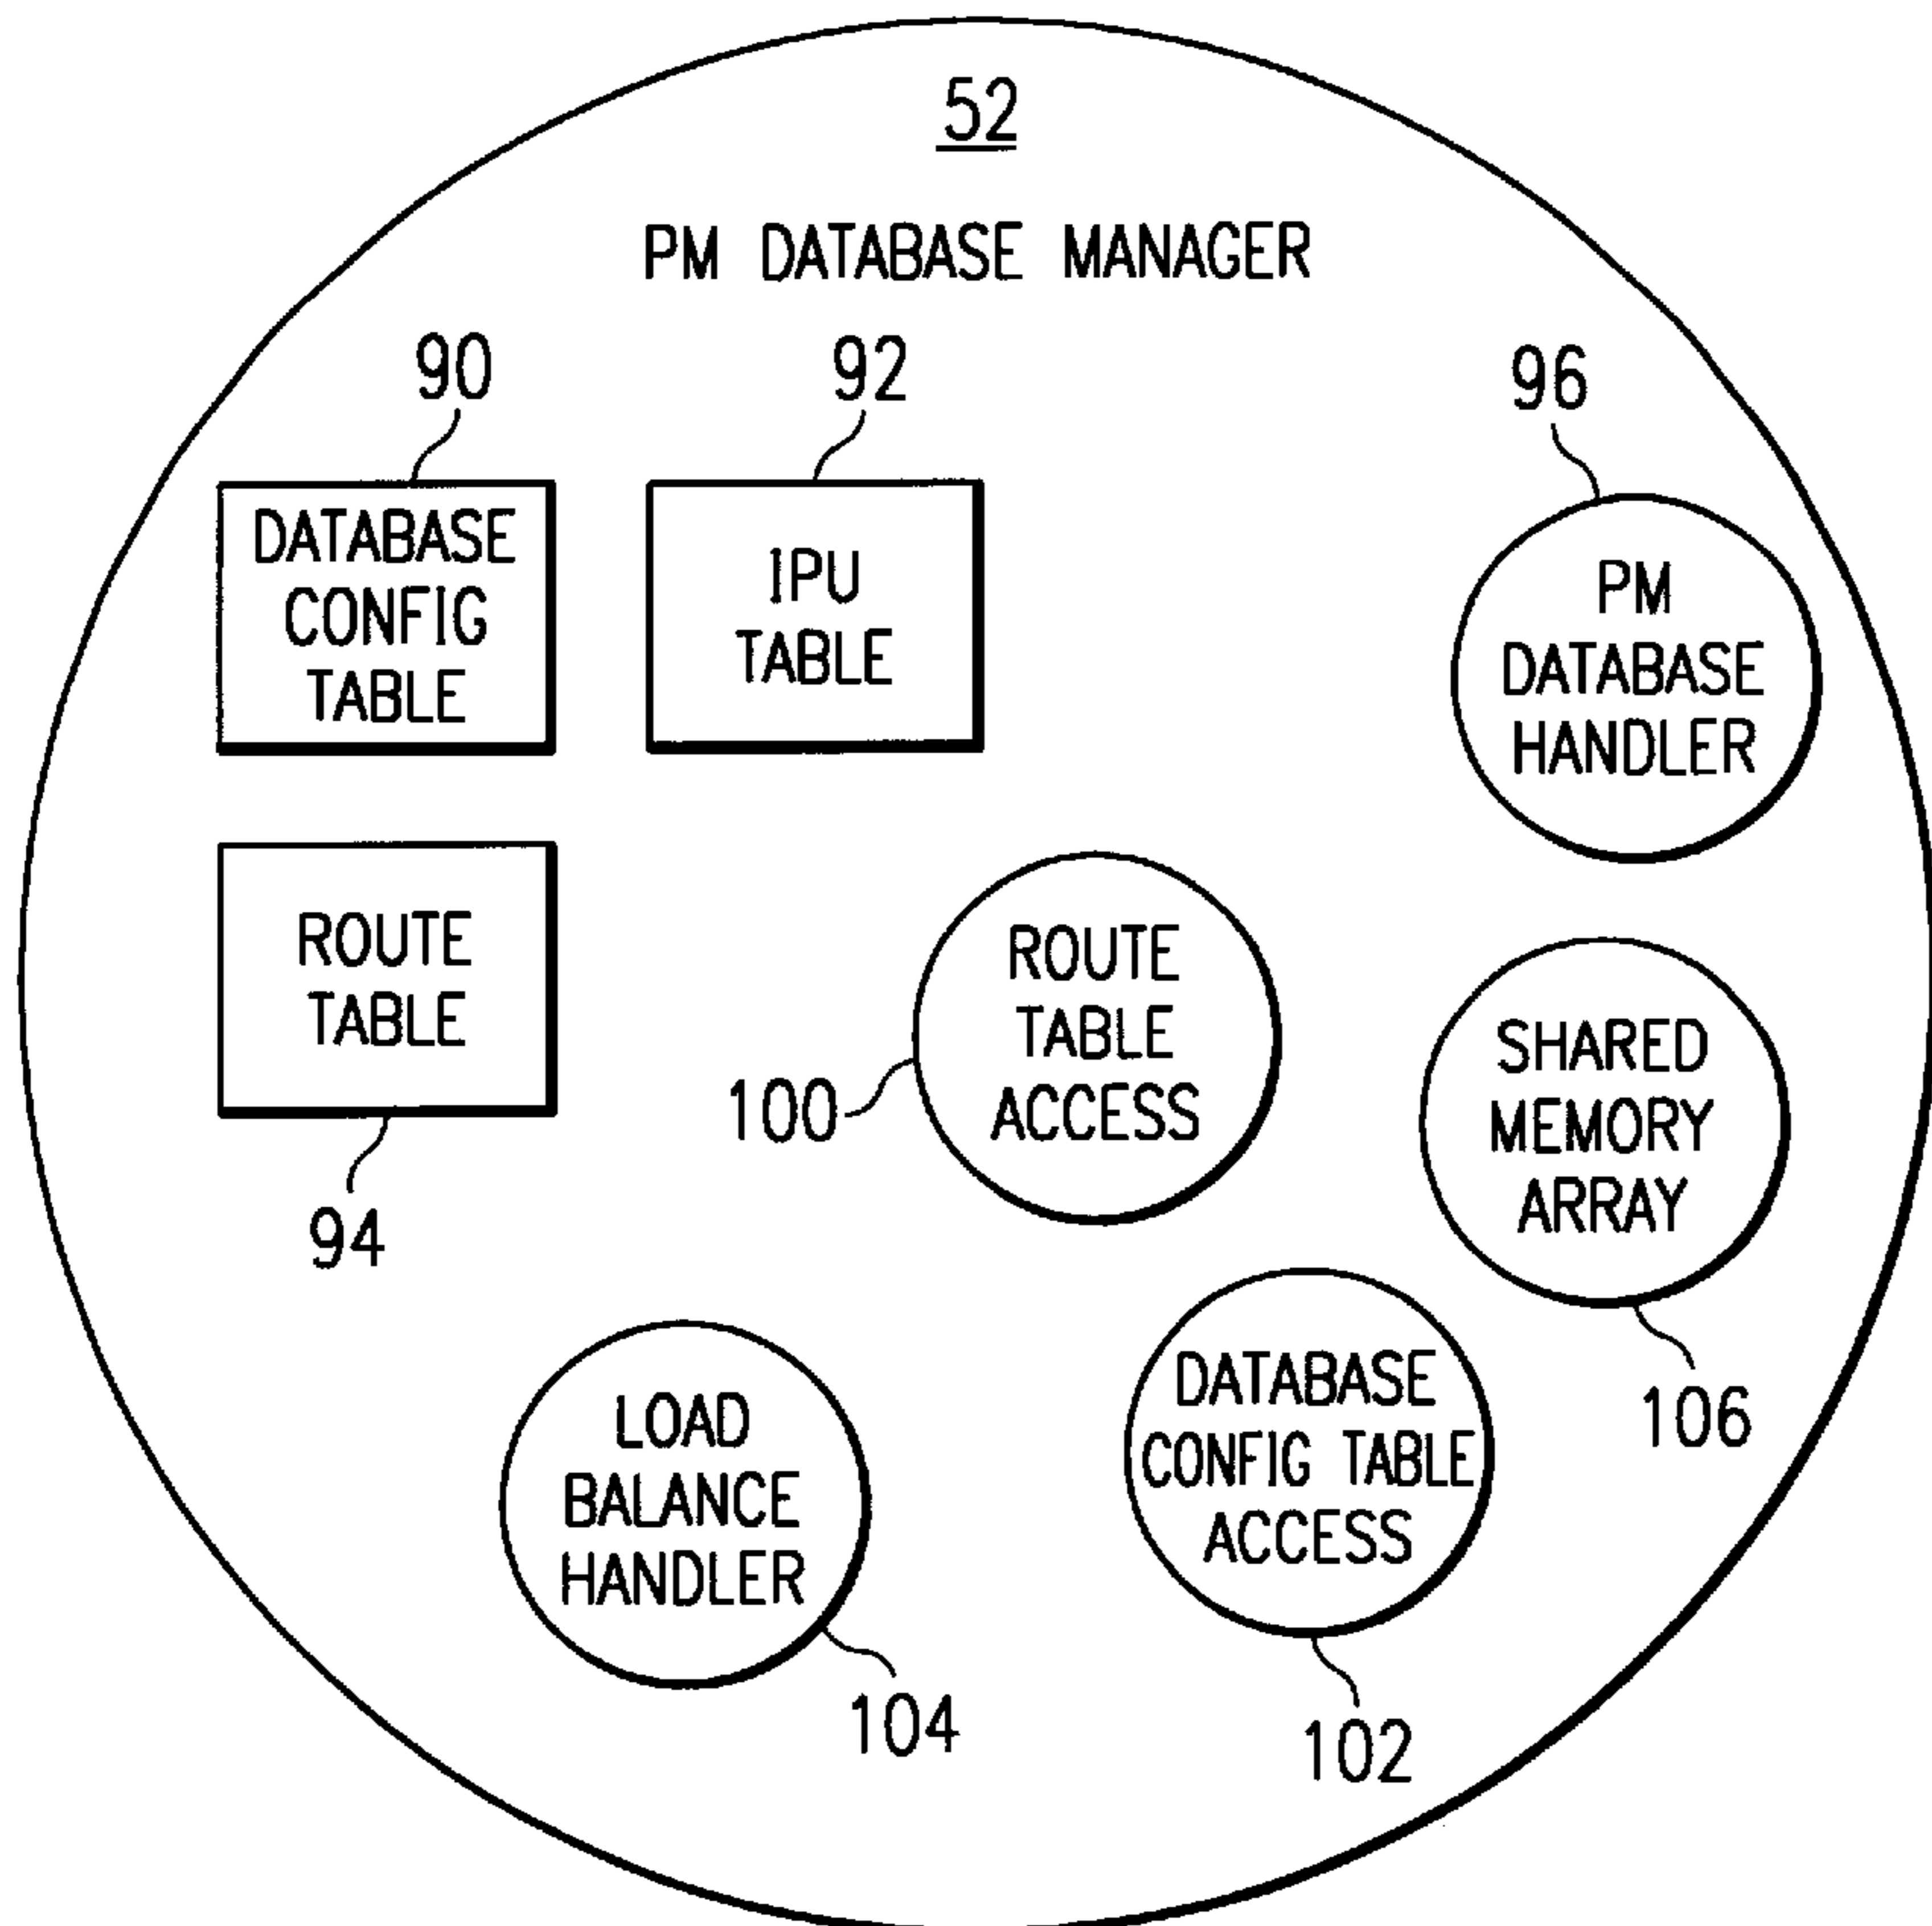 52
PM DATABASE MANAGER
90
92
96
DATABASE
CONFIG
TABLE
IPU
TABLE
PM
DATABASE
HANDLER
ROUTE
TABLE
94
ROUTE
TABLE
ACCESS
100
SHARED
MEMORY
ARRAY
106
LOAD
BALANCE
HANDLER
104
DATABASE
CONFIG TABLE
ACCESS
102